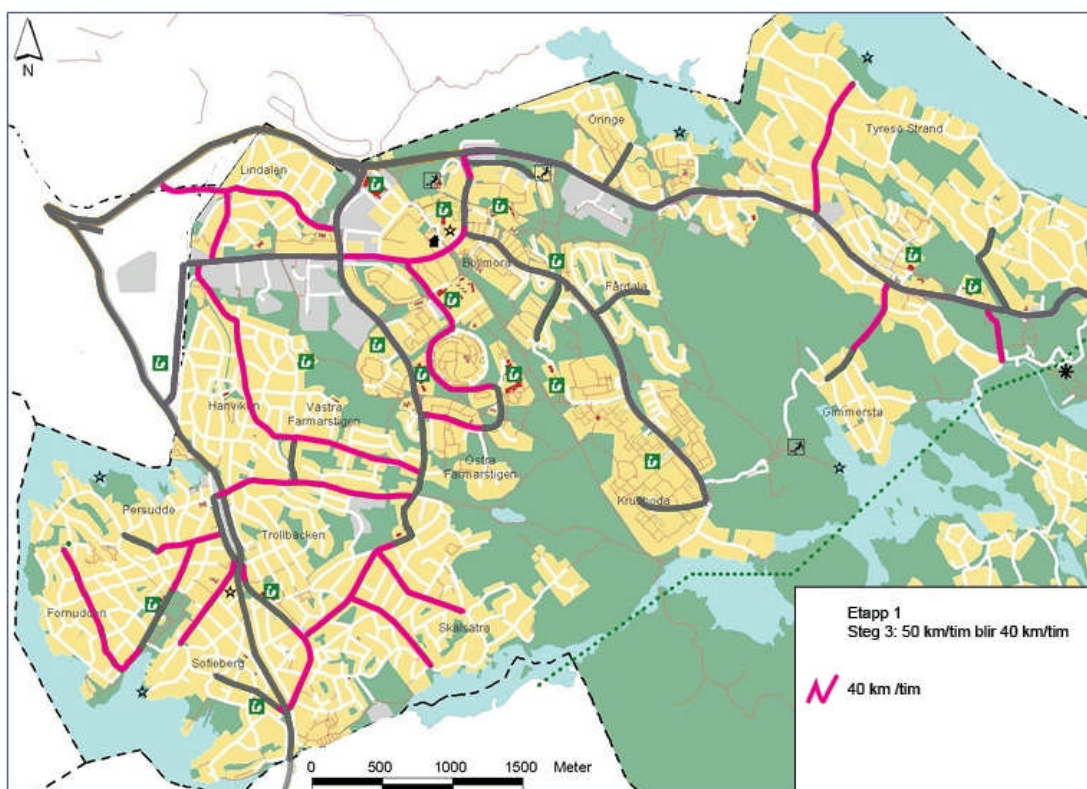 N
Öringe
Tyresö Strand
Lindalen
Bollmora
Fårdala
Hanviken
Västra
Farmarstigen
Gimmersta
Östra
Farmarstigen
Krusboda
Persudde
Trollbäcken
Fornudden
Skälsätra
Sofieberg
Etapp 1
Steg 3: 50 km/tim blir 40 km/tim
40 km /tim
0 500 1000 1500 Meter